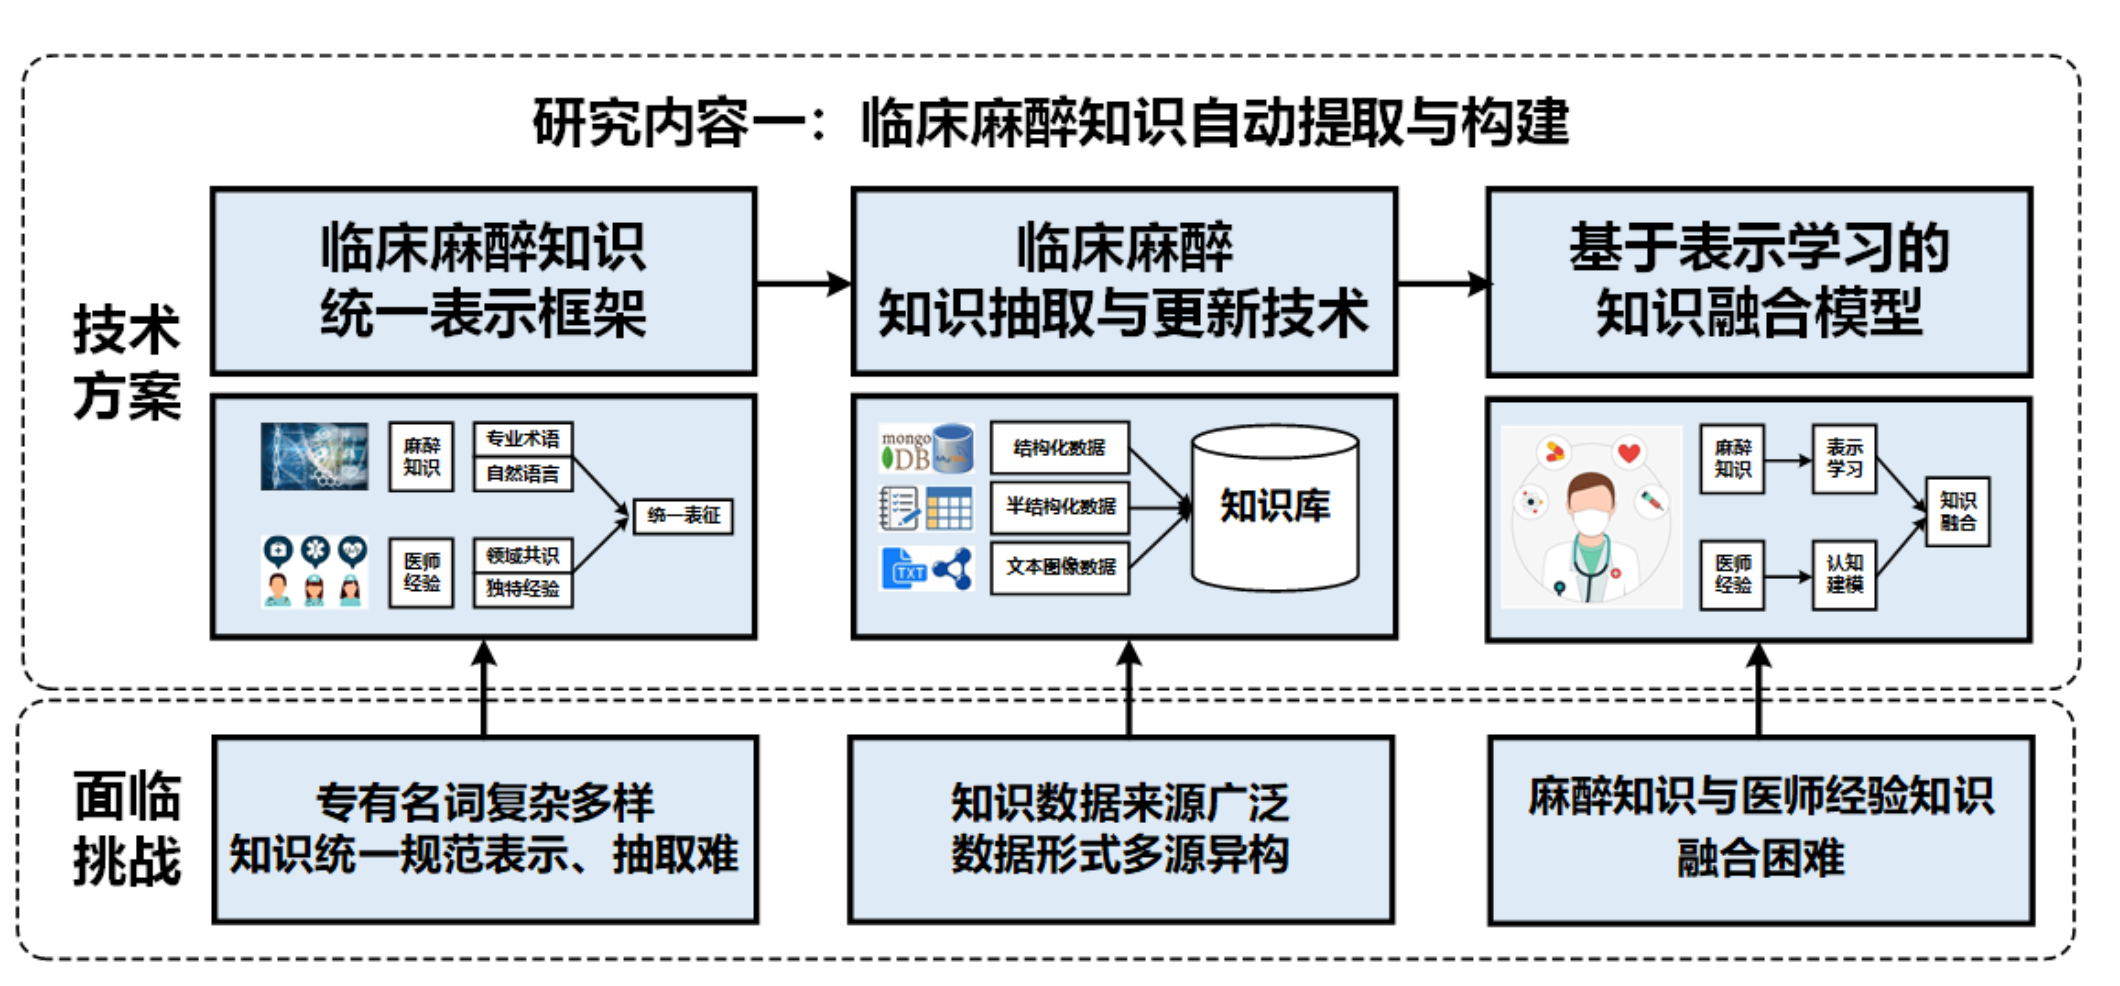 研究内容一：临床麻醉知识自动提取与构建
技术
方案
临床麻醉知识
统一表示框架
临床麻醉
知识抽取与更新技术
基于表示学习的
知识融合模型
麻醉
知识
专业术语
自然语言
统一表征
医师
经验
领域共识
独特经验
mongo
DB
结构化数据
半结构化数据
TXT
文本图像数据
知识库
麻醉
知识
表示
学习
知识
融合
医师
经验
认知
建模
面临
挑战
专有名词复杂多样
知识统一规范表示、抽取难
知识数据来源广泛
数据形式多源异构
麻醉知识与医师经验知识
融合困难